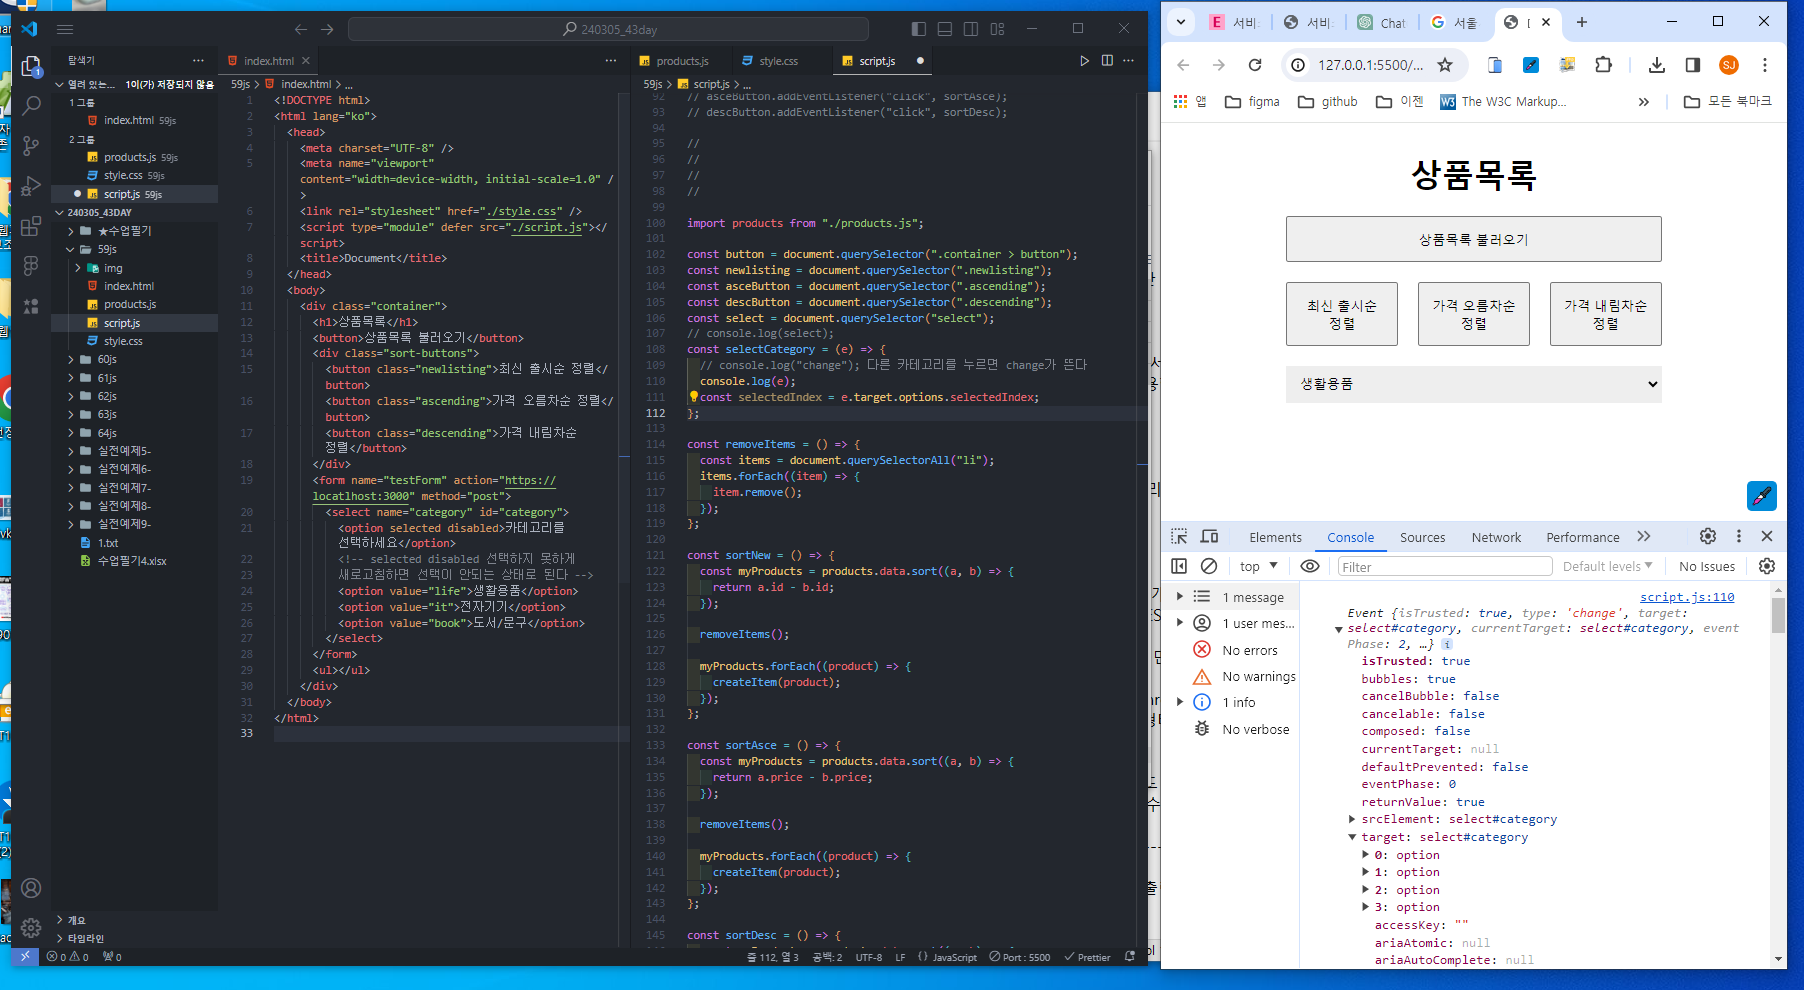 240305_43day
탐색기
열려 있는... 1이(가) 저장되지 않음
1 그룹
index.html 59js
2 그룹
products.js 59js
style.css 59js
script.js 59js
240305_43DAY
★수업필기
59js
img
index.html
products.js
script.js
style.css
60js
61js
62js
63js
64js
실전예제5-
실전예제6-
실전예제7-
실전예제8-
실전예제9-
1.txt
수업필기4.xlsx
개요
타임라인
index.html
59js > index.html > ...
1 <!DOCTYPE html>
2 <html lang="ko">
3 <head>
4 <meta charset="UTF-8" />
5 <meta name="viewport"
content="width=device-width, initial-scale=1.0" /
>
6 <link rel="stylesheet" href="./style.css" />
7 <script type="module" defer src="./script.js"></
script>
8 <title>Document</title>
9 </head>
10 <body>
11 <div class="container">
12 <h1>상품목록</h1>
13 <button>상품목록 불러오기</button>
14 <div class="sort-buttons">
15 <button class="newlisting">최신 출시순 정렬</
button>
16 <button class="ascending">가격 오름차순 정렬</
button>
17 <button class="descending">가격 내림차순
정렬</button>
18 </div>
19 <form name="testForm" action="https://
locatlhost:3000" method="post">
20 <select name="category" id="category">
21 <option selected disabled>카테고리를
선택하세요</option>
22 <!-- selected disabled 선택하지 못하게
23 새로고침하면 선택이 안되는 상태로 된다 -->
24 <option value="life">생활용품</option>
25 <option value="it">전자기기</option>
26 <option value="book">도서/문구</option>
27 </select>
28 </form>
29 <ul></ul>
30 </div>
31 </body>
32 </html>
33
products.js
style.css
script.js
59js > script.js > ...
92 // asceButton.addEventListener("click", sortAsce);
93 // descButton.addEventListener("click", sortDesc);
94
95 //
96 //
97 //
98 //
99
100 import products from "./products.js";
101
102 const button = document.querySelector(".container > button");
103 const newlisting = document.querySelector(".newlisting");
104 const asceButton = document.querySelector(".ascending");
105 const descButton = document.querySelector(".descending");
106 const select = document.querySelector("select");
107 // console.log(select);
108 const selectCategory = (e) => {
109 // console.log("change"); 다른 카테고리를 누르면 change가 뜬다
110 console.log(e);
111 const selectedIndex = e.target.options.selectedIndex;
112 };
113
114 const removeItems = () => {
115 const items = document.querySelectorAll("li");
116 items.forEach((item) => {
117 item.remove();
118 });
119 };
120
121 const sortNew = () => {
122 const myProducts = products.data.sort((a, b) => {
123 return a.id - b.id;
124 });
125
126 removeItems();
127
128 myProducts.forEach((product) => {
129 createItem(product);
130 });
131 };
132
133 const sortAsce = () => {
134 const myProducts = products.data.sort((a, b) => {
135 return a.price - b.price;
136 });
137
138 removeItems();
139
140 myProducts.forEach((product) => {
141 createItem(product);
142 });
143 };
144
145 const sortDesc = () => {
0 0 0
줄 112, 열 3 공백: 2 UTF-8 LF {} JavaScript Port : 5500 Prettier
서비 서비 Chat 서울
127.0.0.1:5500/...
SJ
앱 figma github 이젠 The W3C Markup... » 모든 북마크
상품목록
상품목록 불러오기
최신 출시순 정렬
가격 오름차순 정렬
가격 내림차순 정렬
생활용품
Elements Console Sources Network Performance »
top Filter Default levels No Issues
1 message
1 user mes...
No errors
No warnings
1 info
No verbose
script.js:110
Event {isTrusted: true, type: 'change', target:
select#category, currentTarget: select#category, event
Phase: 2, …}
isTrusted: true
bubbles: true
cancelBubble: false
cancelable: false
composed: false
currentTarget: null
defaultPrevented: false
eventPhase: 0
returnValue: true
srcElement: select#category
target: select#category
0: option
1: option
2: option
3: option
accessKey: ""
ariaAtomic: null
ariaAutoComplete: null